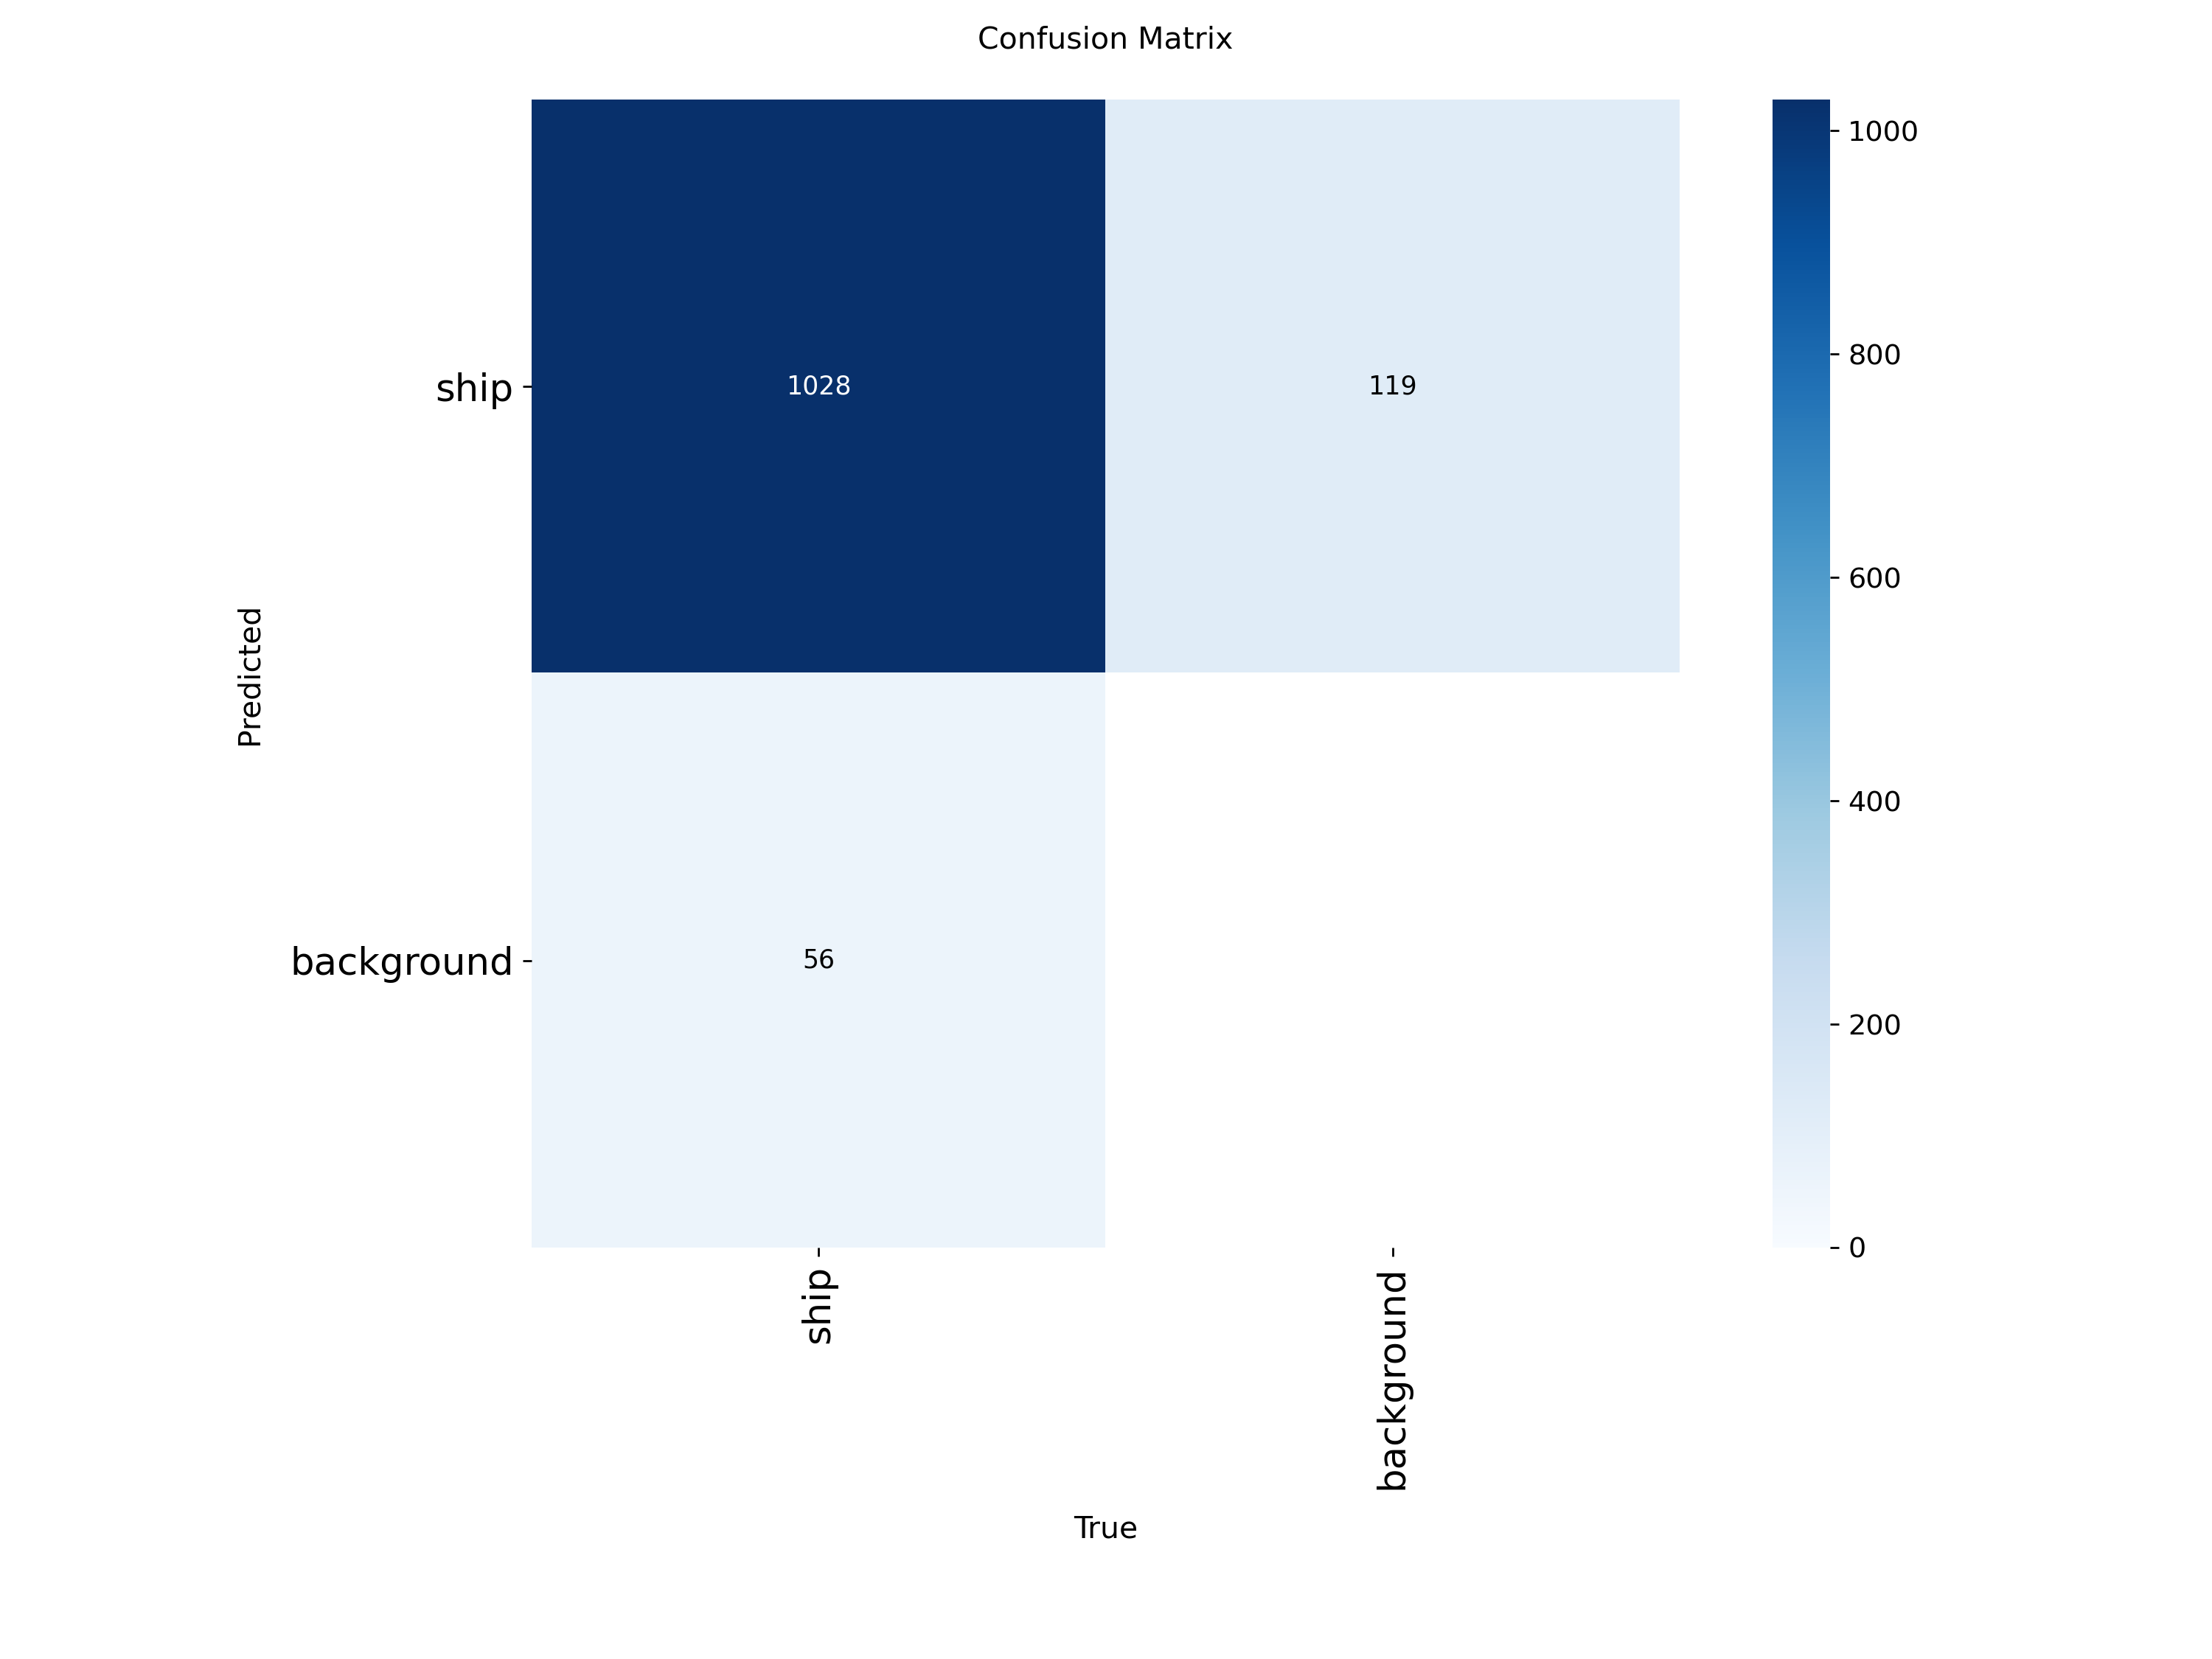 Confusion Matrix
1000
ship
1028
119
800
600
Predicted
400
background
56
200
0
ship
background
True